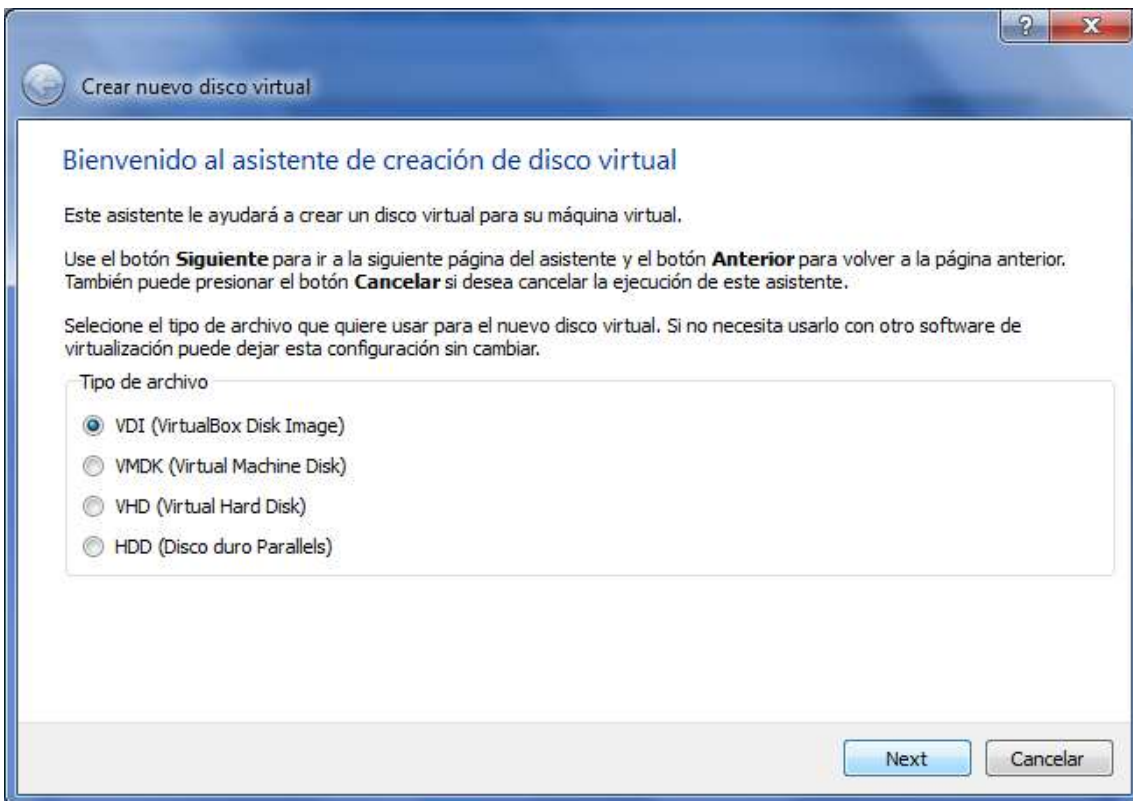 Crear nuevo disco virtual
Bienvenido al asistente de creación de disco virtual
Este asistente le ayudará a crear un disco virtual para su máquina virtual.
Use el botón Siguiente para ir a la siguiente página del asistente y el botón Anterior para volver a la página anterior.
También puede presionar el botón Cancelar si desea cancelar la ejecución de este asistente.
Selecione el tipo de archivo que quiere usar para el nuevo disco virtual. Si no necesita usarlo con otro software de
virtualización puede dejar esta configuración sin cambiar.
Tipo de archivo
VDI (VirtualBox Disk Image)
VMDK (Virtual Machine Disk)
VHD (Virtual Hard Disk)
HDD (Disco duro Parallels)
Next
Cancelar